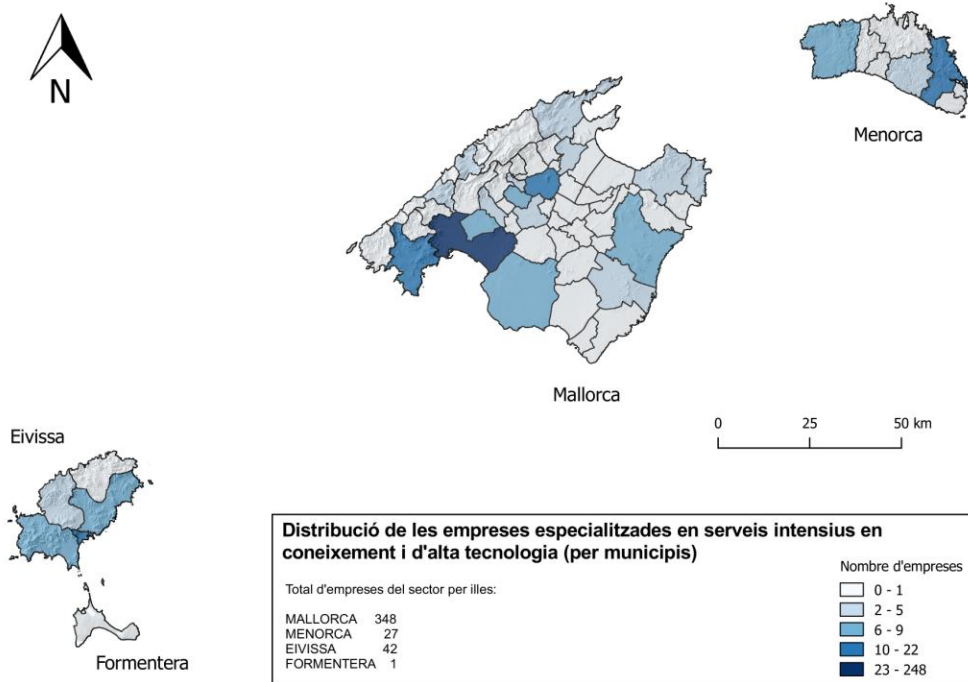 N
Menorca
Mallorca
0 25 50 km
Eivissa
Formentera
Distribució de les empreses especialitzades en serveis intensius en
coneixement i d'alta tecnologia (per municipis)
Total d'empreses del sector per illes:
MALLORCA 348
MENORCA 27
EIVISSA 42
FORMENTERA 1
Nombre d'empreses
0 - 1
2 - 5
6 - 9
10 - 22
23 - 248